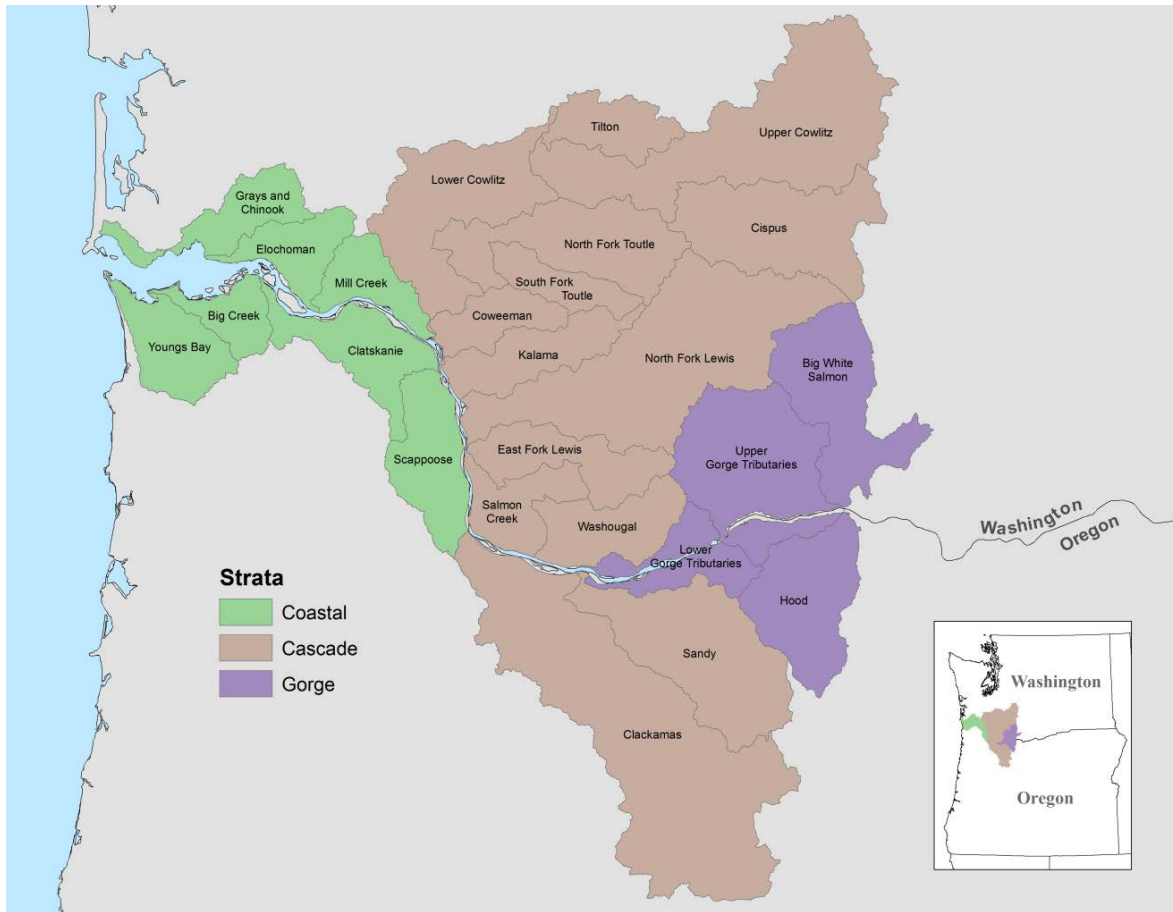 Tilton
Upper Cowlitz
Lower Cowlitz
Grays and
Chinook
Cispus
Elochoman
North Fork Toutle
Mill Creek
South Fork
Toutle
Big Creek
Coweeman
Youngs Bay
Clatskanie
Kalama
North Fork Lewis
Big White
Salmon
East Fork Lewis
Upper
Gorge Tributaries
Scappoose
Salmon
Creek
Washougal
Washington
Oregon
Lower
Gorge Tributaries
Hood
Sandy
Clackamas
Strata
Coastal
Cascade
Gorge
Washington
Oregon